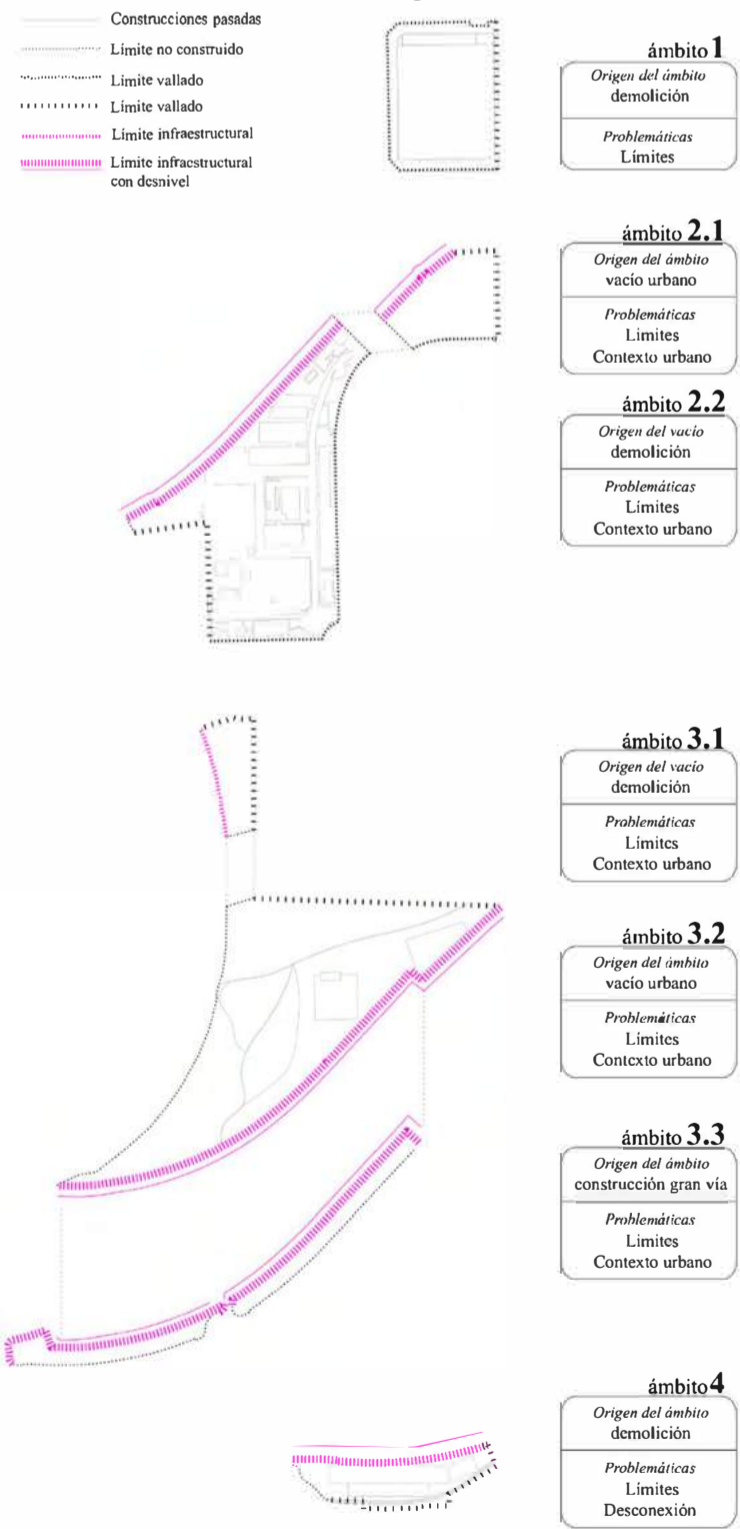 Construcciones pasadas
Límite no construido
Límite vallado
Límite vallado
Límite infraestructural
Límite infraestructural
con desnivel
ámbito 1
Origen del ámbito
demolición
Problemáticas
Límites
ámbito 2.1
Origen del ámbito
vacío urbano
Problemáticas
Límites
Contexto urbano
ámbito 2.2
Origen del vacío
demolición
Problemáticas
Límites
Contexto urbano
ámbito 3.1
Origen del vacío
demolición
Problemáticas
Límites
Contexto urbano
ámbito 3.2
Origen del ámbito
vacío urbano
Problemáticas
Límites
Contexto urbano
ámbito 3.3
Origen del ámbito
construcción gran vía
Problemáticas
Límites
Contexto urbano
ámbito 4
Origen del ámbito
demolición
Problemáticas
Límites
Desconexión